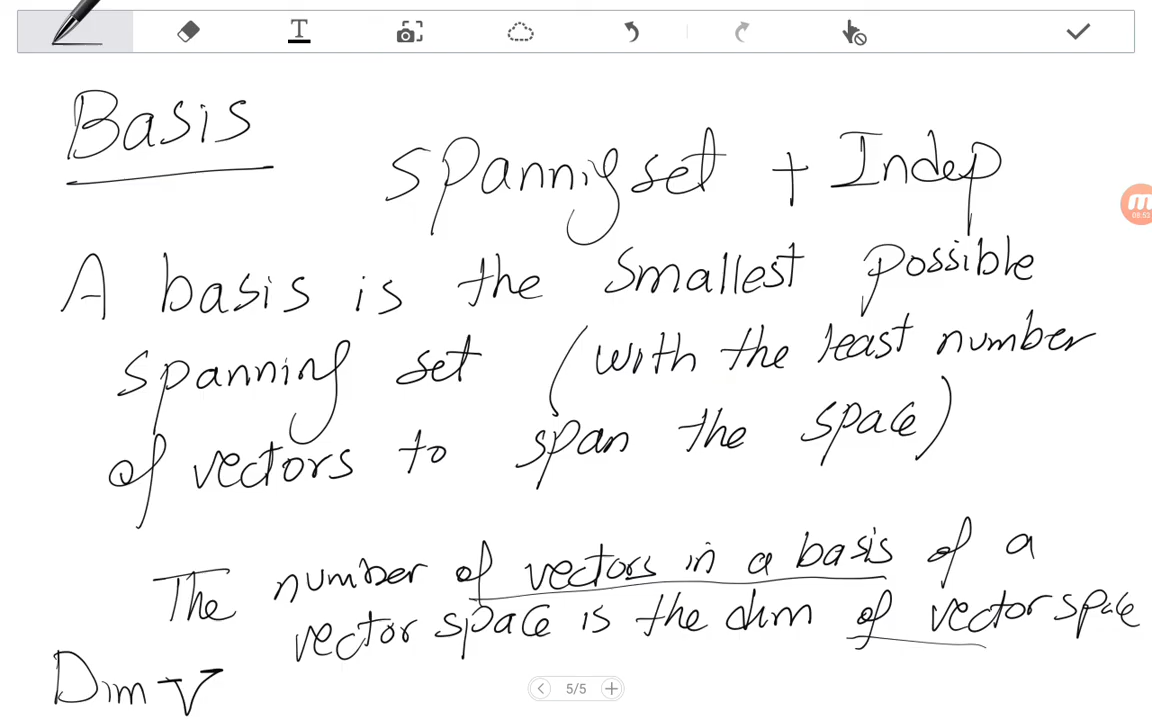 T
Basis
spannig set + Indep
A basis is the smallest possible
spanning set (with the least number
of vectors to span the space)
The number of vectors in a basis of a
vector space is the dim of vector space
Dim V
5/5